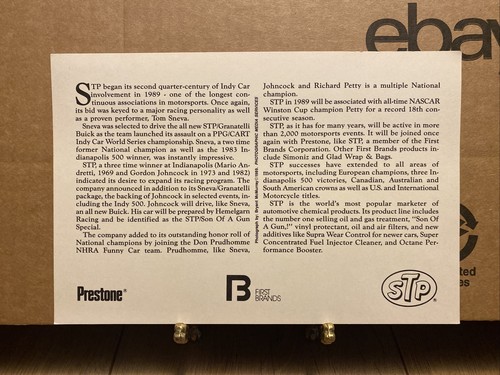 ebay
STP began its second quarter-century of Indy Car
involvement in 1989 - one of the longest con-
tinuous associations in motorsports. Once again,
its bid was keyed to a major racing personality as well
as a proven performer, Tom Sneva.
Sneva was selected to drive all new STP/Granatelli
Buick as the team launched its assault on a PPG/CART
Indy Car World Series championship. Sneva, a two time
former National champion as well as the 1983 In-
dianapolis 500 winner, was instantly impressive.
STP, a three time winner at Indianapolis (Mario An-
dretti, 1969 and Gordon Johncock in 1973 and 1982)
indicated its desire to expand its racing program. The
company announced in addition to its Sneva/Granatelli
package, the backing of Johncock in selected events, in-
cluding the Indy 500. Johncock will drive, like Sneva,
an all new Buick. His car will be prepared by Hemelgarn
Racing and be identified as the STP/Son Of A Gun
Special.
The company added to its outstanding honor roll of
National champions by joining the Don Prudhomme
NHRA Funny Car team. Prudhomme, like Sneva,
Johncock and Richard Petty is a multiple National
champion.
STP in 1989 will be associated with all-time NASCAR
Winston Cup champion Petty for a record 18th con-
secutive season.
STP, as it has for many years, will be active in more
than 2,000 motorsports events. It will be joined once
again with Prestone, like STP, a member of the First
Brands Corporation. Other First Brands products in-
clude Simoniz and Glad Wrap & Bags.
STP successes have extended to all areas of
motorsports, including European champions, three In-
dianapolis 500 victories, Canadian, Australian and
South American crowns as well as U.S. and International
Motorcycle titles.
STP is the world's most popular marketer of
automotive chemical products. Its product line includes
the number one selling oil and gas treatment, "Son Of
A Gun,!" vinyl protectant, oil and air filters, and new
additives like Supra Wear Control for newer cars, Super
Concentrated Fuel Injector Cleaner, and Octane Per-
formance Booster.
Prestone®
FIRST
BRANDS
STP®